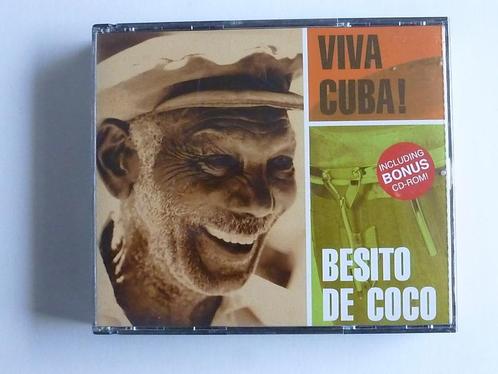 VIVA
CUBA!
INCLUDING
BONUS
CD-ROM!
BESITO
DE COCO